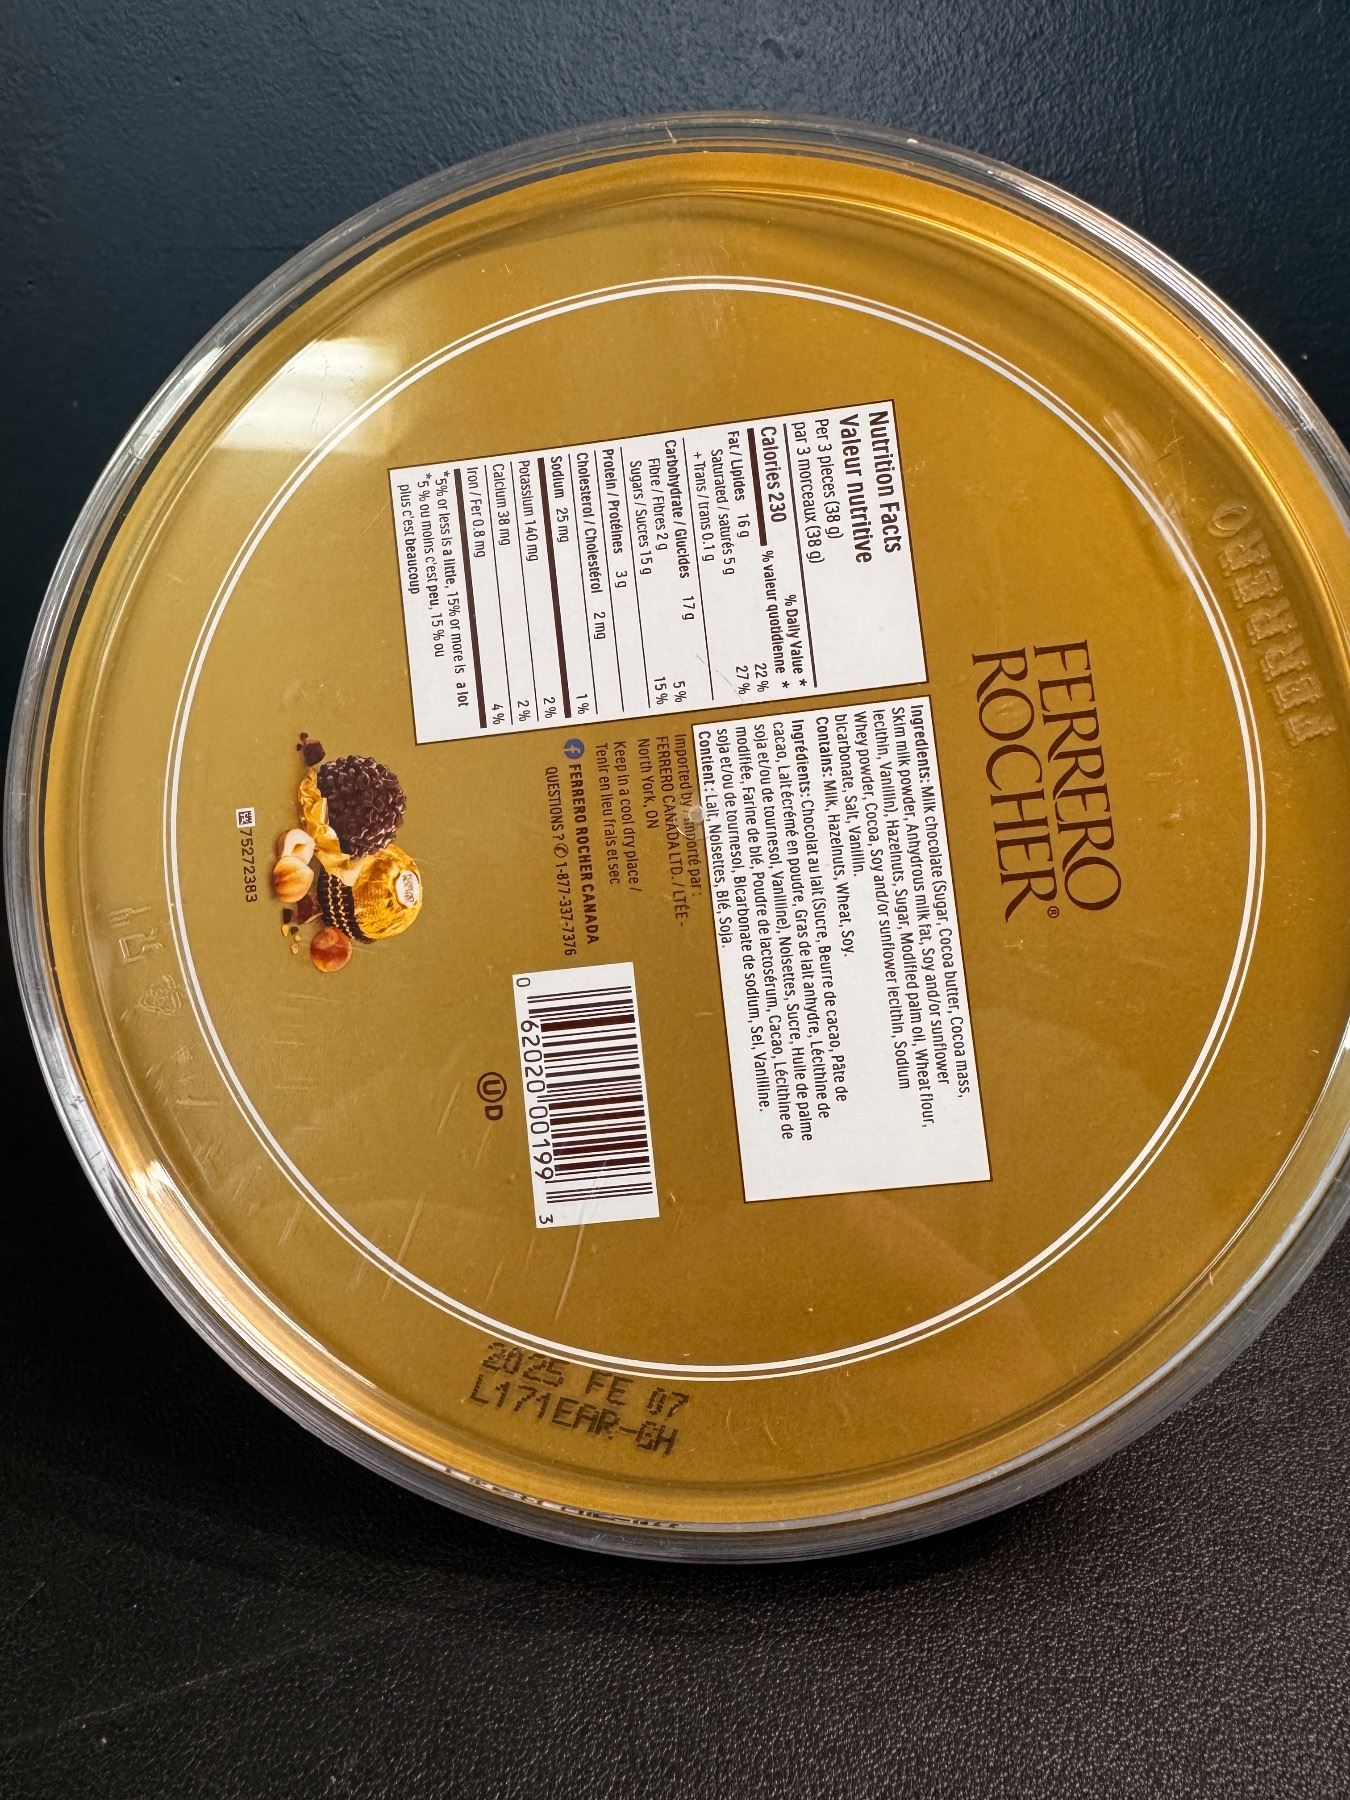 FERRERO
FERRERO
ROCHER®
Nutrition Facts
Valeur nutritive
Per 3 pieces (38 g)
par 3 morceaux (38 g)
% Daily Value *
Calories 230 % valeur quotidienne *
Fat / Lipides 16 g 22 %
Saturated / saturés 5 g 27 %
+ Trans / trans 0.1 g
Carbohydrate / Glucides 17 g 5 %
Fibre / Fibres 2 g 15 %
Sugars / Sucres 15 g
Protein / Protéines 3 g
Cholesterol / Cholestérol 2 mg 1 %
Sodium 25 mg 2 %
Potassium 140 mg 2 %
Calcium 38 mg
Iron / Fer 0.8 mg 4 %
*5% or less is a little, 15% or more is a lot
*5 % ou moins c'est peu, 15 % ou
plus c'est beaucoup
Ingredients: Milk chocolate (Sugar, Cocoa butter, Cocoa mass,
Skim milk powder, Anhydrous milk fat, Soy and/or sunflower
lecithin, Vanillin), Hazelnuts, Sugar, Modified palm oil, Wheat flour,
Whey powder, Cocoa, Soy and/or sunflower lecithin, Sodium
bicarbonate, Salt, Vanillin.
Contains: Milk, Hazelnuts, Wheat, Soy.
Ingrédients: Chocolat au lait (Sucre, Beurre de cacao, Pâte de
cacao, Lait écrémé en poudre, Gras de lait anhydre, Lécithine de
soja et/ou de tournesol, Vanilline), Noisettes, Sucre, Huile de palme
modifiée, Farine de blé, Poudre de lactosérum, Cacao, Lécithine de
soja et/ou de tournesol, Bicarbonate de sodium, Sel, Vanilline.
Contient : Lait, Noisettes, Blé, Soja.
Imported by / Importé par :
FERRERO CANADA LTD. / LTÉE -
North York, ON
Keep in a cool dry place /
Tenir en lieu frais et sec
f FERRERO ROCHER CANADA
QUESTIONS ? ✆ 1-877-337-7376
0 62020 00199 3
Ⓤ D
75272383
2025 FE 07
L171EAR-GH